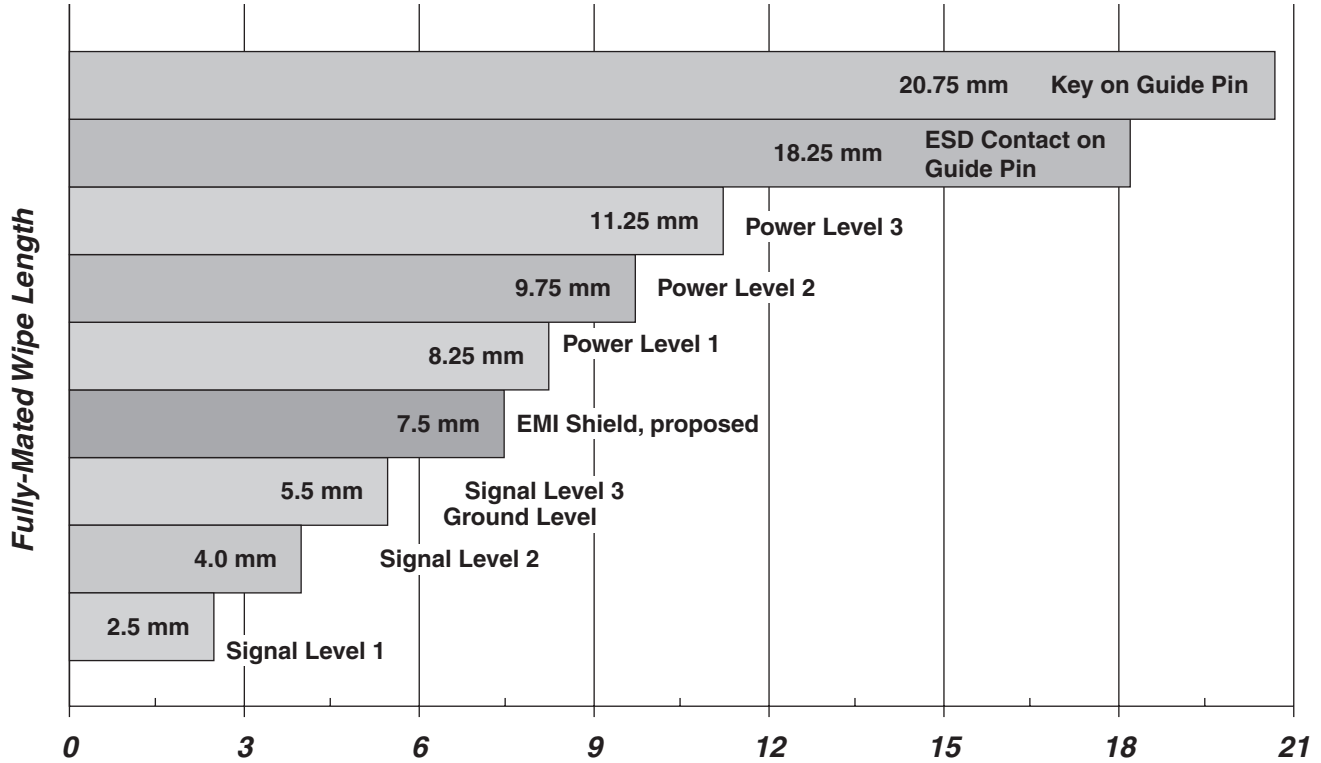 20.75 mm Key on Guide Pin
18.25 mm ESD Contact on
Guide Pin
11.25 mm Power Level 3
9.75 mm Power Level 2
8.25 mm Power Level 1
7.5 mm EMI Shield, proposed
5.5 mm Signal Level 3
Ground Level
4.0 mm Signal Level 2
2.5 mm Signal Level 1
Fully-Mated Wipe Length
0 3 6 9 12 15 18 21